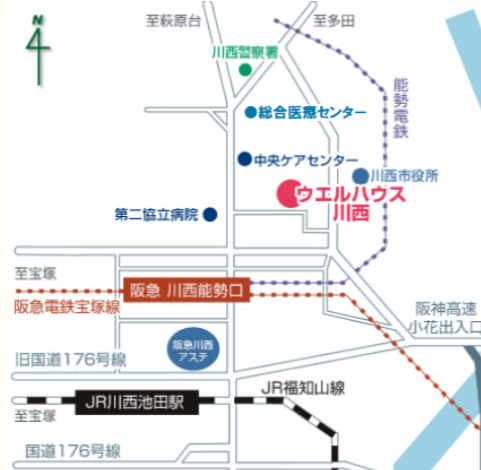 N
至萩原台
至多田
川西警察署
能勢電鉄
総合医療センター
中央ケアセンター
川西市役所
ウエルハウス
川西
第二協立病院
至宝塚
阪急 川西能勢口
阪急電鉄宝塚線
阪神高速
小花出入口
阪急川西
アステ
旧国道176号線
JR福知山線
JR川西池田駅
至宝塚
国道176号線